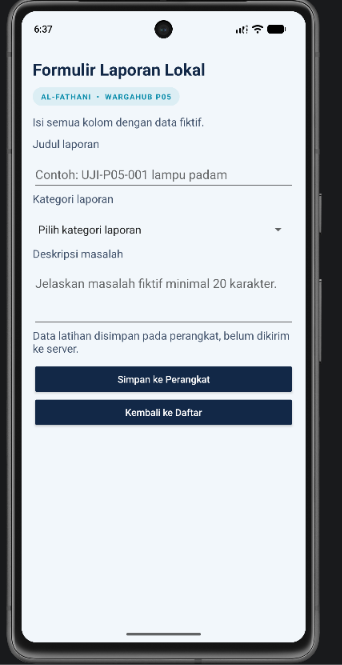 6:37
Formulir Laporan Lokal
AL-FATHANI • WARGAHUB P05
Isi semua kolom dengan data fiktif.
Judul laporan
Contoh: UJI-P05-001 lampu padam
Kategori laporan
Pilih kategori laporan
Deskripsi masalah
Jelaskan masalah fiktif minimal 20 karakter.
Data latihan disimpan pada perangkat, belum dikirim
ke server.
Simpan ke Perangkat
Kembali ke Daftar